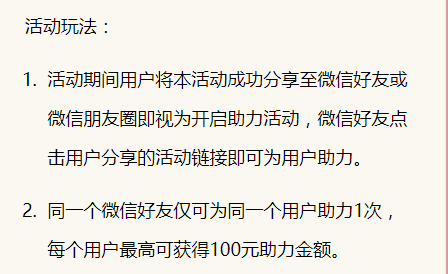 活动玩法：
1. 活动期间用户将本活动成功分享至微信好友或
微信朋友圈即视为开启助力活动，微信好友点
击用户分享的活动链接即可为用户助力。
2. 同一个微信好友仅可为同一个用户助力1次，
每个用户最高可获得100元助力金额。